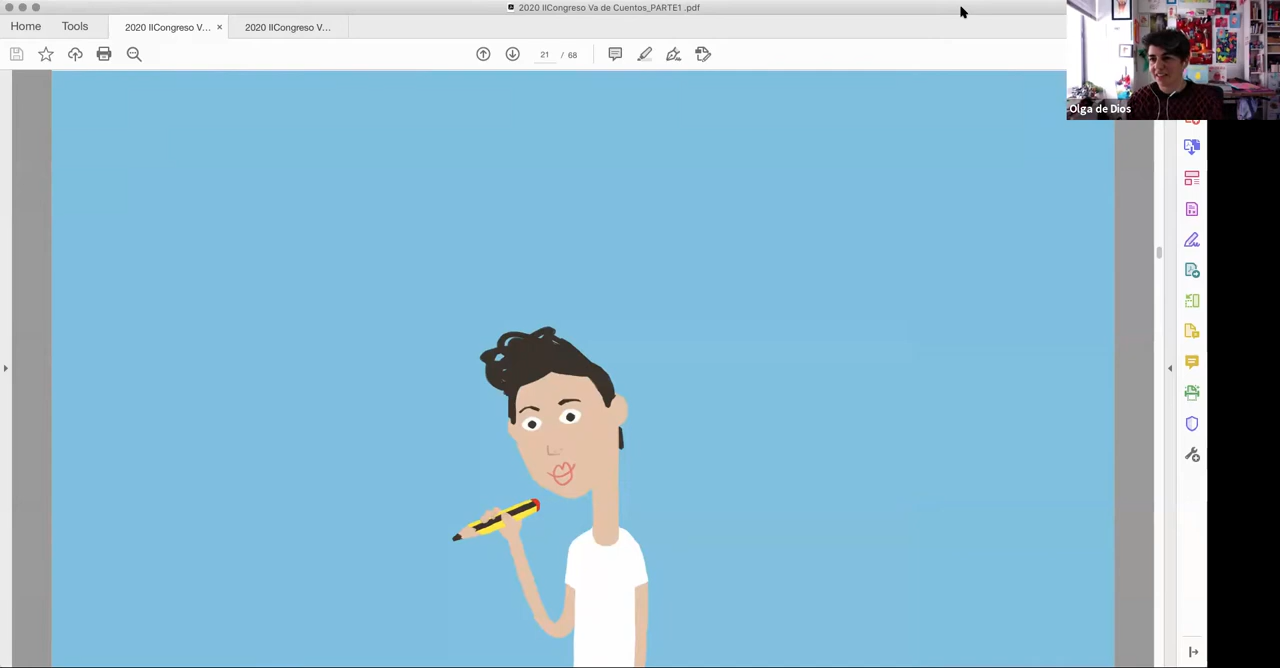 2020 IICongreso Va de Cuentos_PARTE1 .pdf
Home Tools 2020 IICongreso V... × 2020 IICongreso V...
21 / 68
Olga de Dios